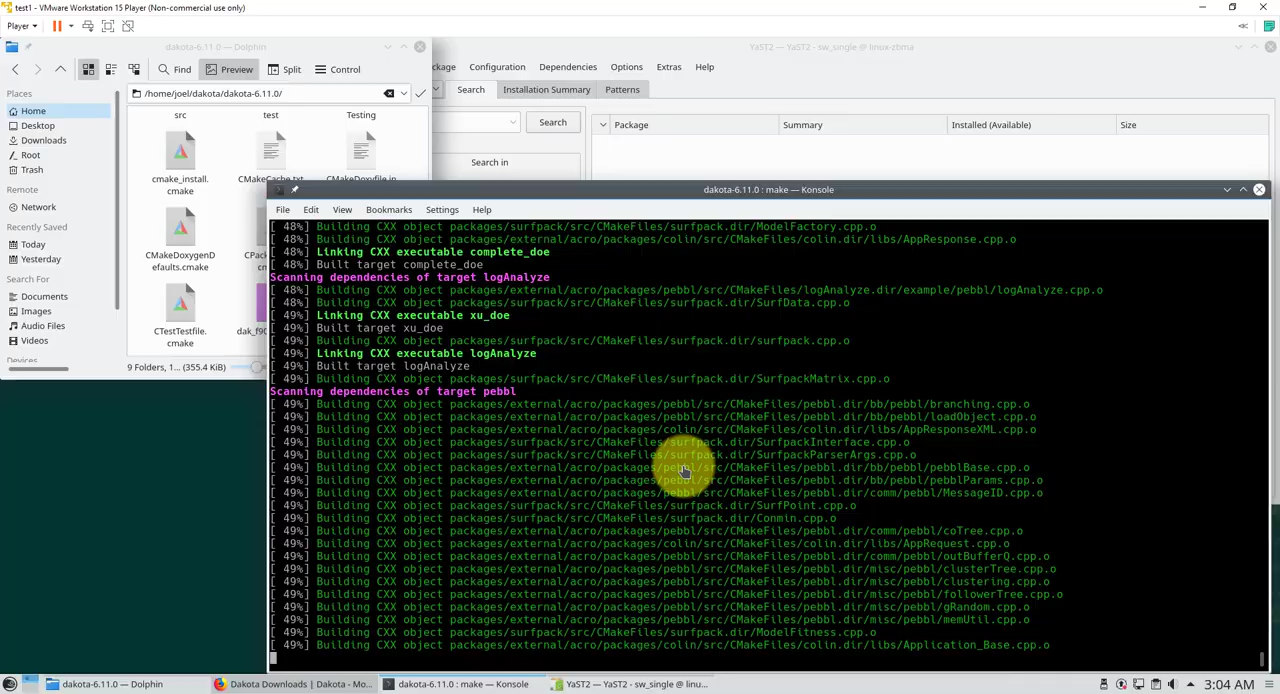 test1 - VMware Workstation 15 Player (Non-commercial use only)
Player
dakota-6.11.0 — Dolphin
Find Preview Split Control
Places
Home
Desktop
Downloads
Root
Trash
Remote
Network
Recently Saved
Today
Yesterday
Search For
Documents
Images
Audio Files
Videos
Devices
/home/joel/dakota/dakota-6.11.0/
src test Testing
cmake_install.
cmake
CMakeCache.txt
CMakeDoxyfile.in
CMakeDoxygenD
efaults.cmake
CTestTestfile.
cmake
9 Folders, 1... (355.4 KiB)
YaST2 — YaST2 - sw_single @ linux-zbma
Configuration Dependencies Options Extras Help
Search Installation Summary Patterns
Search
Search in
Package Summary Installed (Available) Size
dakota-6.11.0 : make — Konsole
File Edit View Bookmarks Settings Help
[ 48%] Building CXX object packages/surfpack/src/CMakeFiles/surfpack.dir/ModelFactory.cpp.o
[ 48%] Building CXX object packages/external/acro/packages/colin/src/CMakeFiles/colin.dir/libs/AppResponse.cpp.o
[ 48%] Linking CXX executable complete_doe
[ 48%] Built target complete_doe
Scanning dependencies of target logAnalyze
[ 48%] Building CXX object packages/external/acro/packages/pebbl/src/CMakeFiles/logAnalyze.dir/example/pebbl/logAnalyze.cpp.o
[ 48%] Building CXX object packages/surfpack/src/CMakeFiles/surfpack.dir/SurfData.cpp.o
[ 49%] Linking CXX executable xu_doe
[ 49%] Built target xu_doe
[ 49%] Building CXX object packages/surfpack/src/CMakeFiles/surfpack.dir/surfpack.cpp.o
[ 49%] Linking CXX executable logAnalyze
[ 49%] Built target logAnalyze
[ 49%] Building CXX object packages/surfpack/src/CMakeFiles/surfpack.dir/SurfpackMatrix.cpp.o
Scanning dependencies of target pebbl
[ 49%] Building CXX object packages/external/acro/packages/pebbl/src/CMakeFiles/pebbl.dir/bb/pebbl/branching.cpp.o
[ 49%] Building CXX object packages/external/acro/packages/pebbl/src/CMakeFiles/pebbl.dir/bb/pebbl/loadObject.cpp.o
[ 49%] Building CXX object packages/external/acro/packages/colin/src/CMakeFiles/colin.dir/libs/AppResponseXML.cpp.o
[ 49%] Building CXX object packages/surfpack/src/CMakeFiles/surfpack.dir/SurfpackInterface.cpp.o
[ 49%] Building CXX object packages/surfpack/src/CMakeFiles/surfpack.dir/SurfpackParserArgs.cpp.o
[ 49%] Building CXX object packages/external/acro/packages/pebbl/src/CMakeFiles/pebbl.dir/bb/pebbl/pebblBase.cpp.o
[ 49%] Building CXX object packages/external/acro/packages/pebbl/src/CMakeFiles/pebbl.dir/bb/pebbl/pebblParams.cpp.o
[ 49%] Building CXX object packages/external/acro/packages/pebbl/src/CMakeFiles/pebbl.dir/comm/pebbl/MessageID.cpp.o
[ 49%] Building CXX object packages/surfpack/src/CMakeFiles/surfpack.dir/SurfPoint.cpp.o
[ 49%] Building CXX object packages/surfpack/src/CMakeFiles/surfpack.dir/Conmin.cpp.o
[ 49%] Building CXX object packages/external/acro/packages/pebbl/src/CMakeFiles/pebbl.dir/comm/pebbl/coTree.cpp.o
[ 49%] Building CXX object packages/external/acro/packages/colin/src/CMakeFiles/colin.dir/libs/AppRequest.cpp.o
[ 49%] Building CXX object packages/external/acro/packages/pebbl/src/CMakeFiles/pebbl.dir/comm/pebbl/outBufferQ.cpp.o
[ 49%] Building CXX object packages/external/acro/packages/pebbl/src/CMakeFiles/pebbl.dir/misc/pebbl/clusterTree.cpp.o
[ 49%] Building CXX object packages/external/acro/packages/pebbl/src/CMakeFiles/pebbl.dir/misc/pebbl/clustering.cpp.o
[ 49%] Building CXX object packages/external/acro/packages/pebbl/src/CMakeFiles/pebbl.dir/misc/pebbl/followerTree.cpp.o
[ 49%] Building CXX object packages/external/acro/packages/pebbl/src/CMakeFiles/pebbl.dir/misc/pebbl/gRandom.cpp.o
[ 49%] Building CXX object packages/external/acro/packages/pebbl/src/CMakeFiles/pebbl.dir/misc/pebbl/memUtil.cpp.o
[ 49%] Building CXX object packages/surfpack/src/CMakeFiles/surfpack.dir/ModelFitness.cpp.o
[ 49%] Building CXX object packages/external/acro/packages/colin/src/CMakeFiles/colin.dir/libs/Application_Base.cpp.o
dakota-6.11.0 — Dolphin
Dakota Downloads | Dakota - Mo...
dakota-6.11.0 : make — Konsole
YaST2 — YaST2 - sw_single @ linu...
3:04 AM